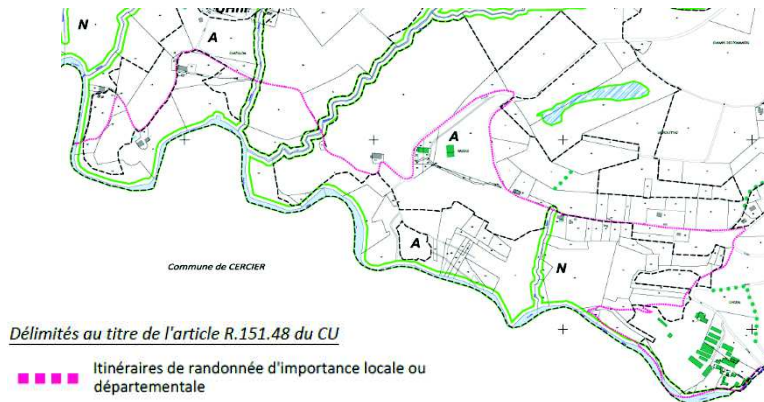 N
A
A
A
N
Commune de CERCIER
Délimités au titre de l'article R.151.48 du CU
Itinéraires de randonnée d'importance locale ou
départementale